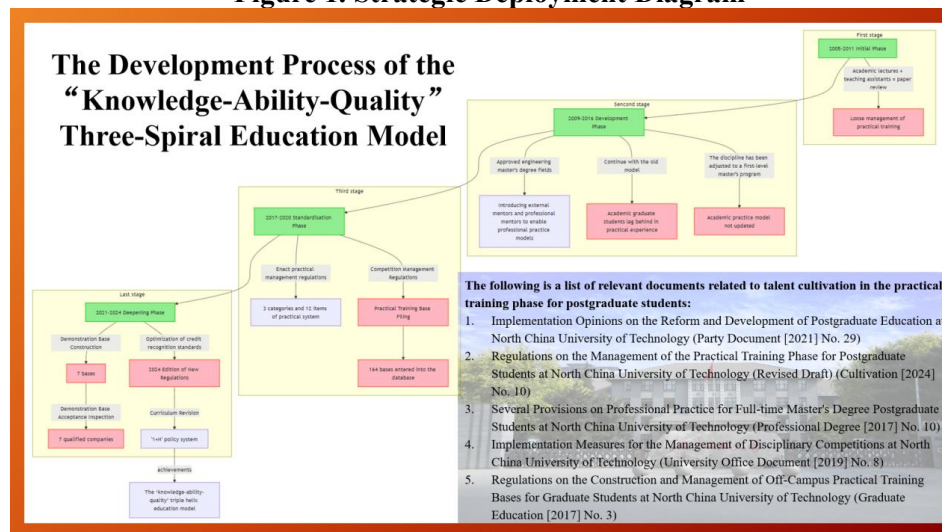 Figure 1. Strategic Deployment Diagram
The Development Process of the
“Knowledge-Ability-Quality”
Three-Spiral Education Model
First stage
2005-2011 Initial Phase
Academic lectures +
teaching assistants + paper
review
Loose management of
practical training
Sencond stage
2009-2016 Development
Phase
Approved engineering
master's degree fields
Continue with the old
model
The discipline has been
adjusted to a first-level
master's program
Introducing external
mentors and professional
mentors to enable
professional practice
models
Academic graduate
students lag behind in
practical experience
Academic practice model
not updated
Third stage
2017-2020 Standardisation
Phase
Enact practical
management regulations
Competition Management
Regulations
3 categories and 12 items
of practical system
Practical Training Base
Filing
164 bases entered into the
database
Last stage
2021-2024 Deepening Phase
Demonstration Base
Construction
Optimization of credit
recognition standards
7 bases
2024 Edition of New
Regulations
Demonstration Base
Acceptance Inspection
Curriculum Revision
7 qualified companies
policy system
achievements
The 'knowledge-ability-
quality' triple helix
education model
The following is a list of relevant documents related to talent cultivation in the practical
training phase for postgraduate students:
1. Implementation Opinions on the Reform and Development of Postgraduate Education at
North China University of Technology (Party Document [2021] No. 29)
2. Regulations on the Management of the Practical Training Phase for Postgraduate
Students at North China University of Technology (Revised Draft) (Cultivation [2024]
No. 10)
3. Several Provisions on Professional Practice for Full-time Master's Degree Postgraduate
Students at North China University of Technology (Professional Degree [2017] No. 10)
4. Implementation Measures for the Management of Disciplinary Competitions at North
China University of Technology (University Office Document [2019] No. 8)
5. Regulations on the Construction and Management of Off-Campus Practical Training
Bases for Graduate Students at North China University of Technology (Graduate
Education [2017] No. 3)